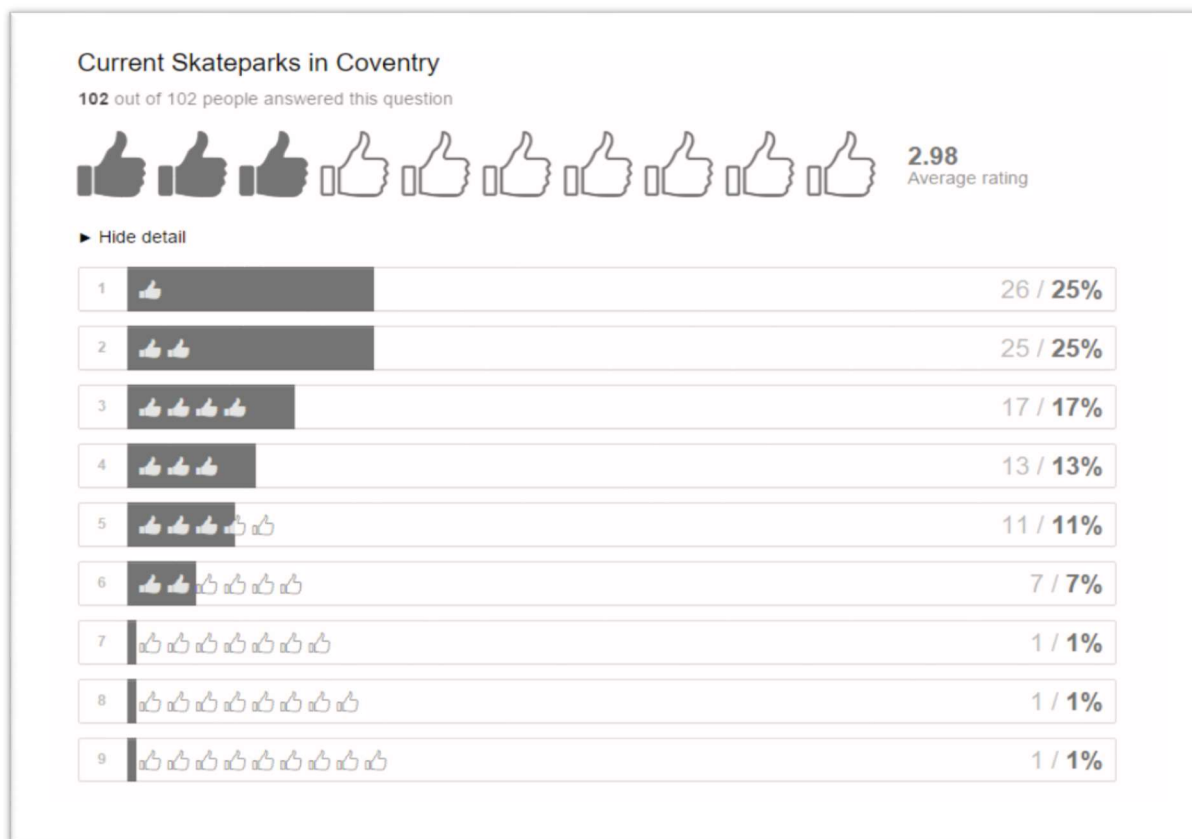 Current Skateparks in Coventry
102 out of 102 people answered this question
2.98
Average rating
► Hide detail
1 26 / 25%
2 25 / 25%
3 17 / 17%
4 13 / 13%
5 11 / 11%
6 7 / 7%
7 1 / 1%
8 1 / 1%
9 1 / 1%